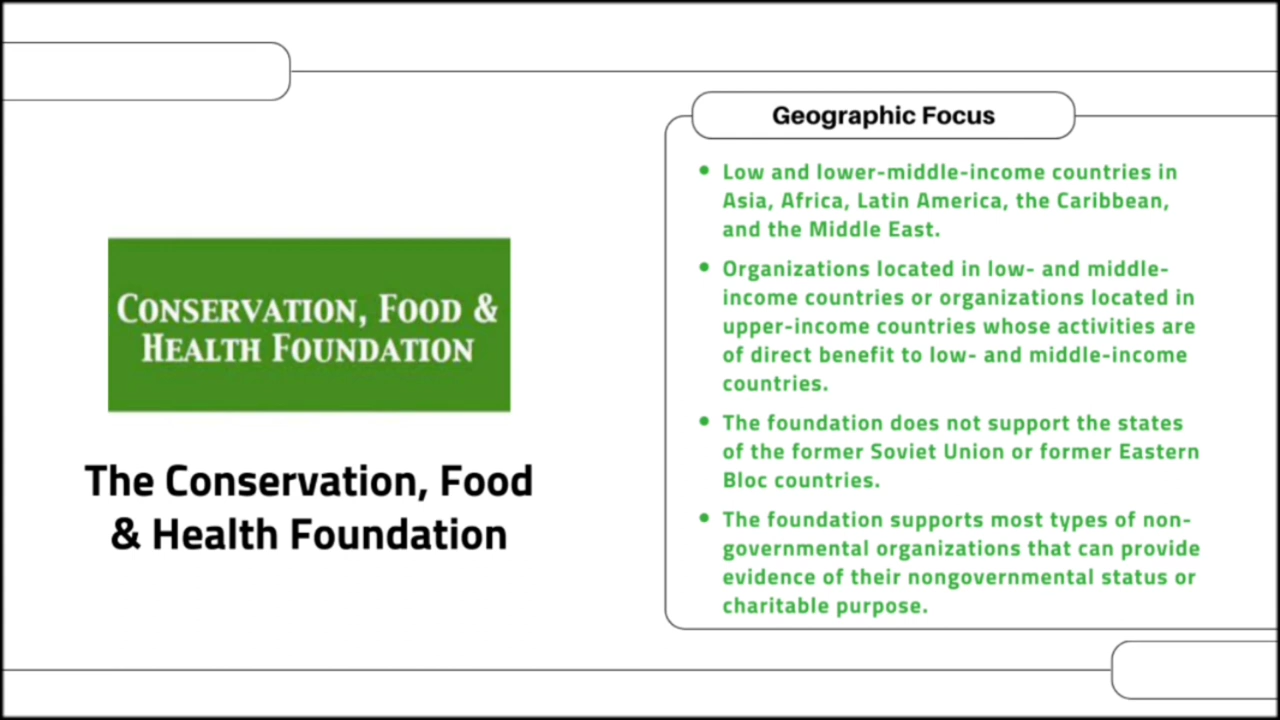 CONSERVATION, FOOD &
HEALTH FOUNDATION
The Conservation, Food
& Health Foundation
Geographic Focus
• Low and lower-middle-income countries in
Asia, Africa, Latin America, the Caribbean,
and the Middle East.
• Organizations located in low- and middle-
income countries or organizations located in
upper-income countries whose activities are
of direct benefit to low- and middle-income
countries.
• The foundation does not support the states
of the former Soviet Union or former Eastern
Bloc countries.
• The foundation supports most types of non-
governmental organizations that can provide
evidence of their nongovernmental status or
charitable purpose.